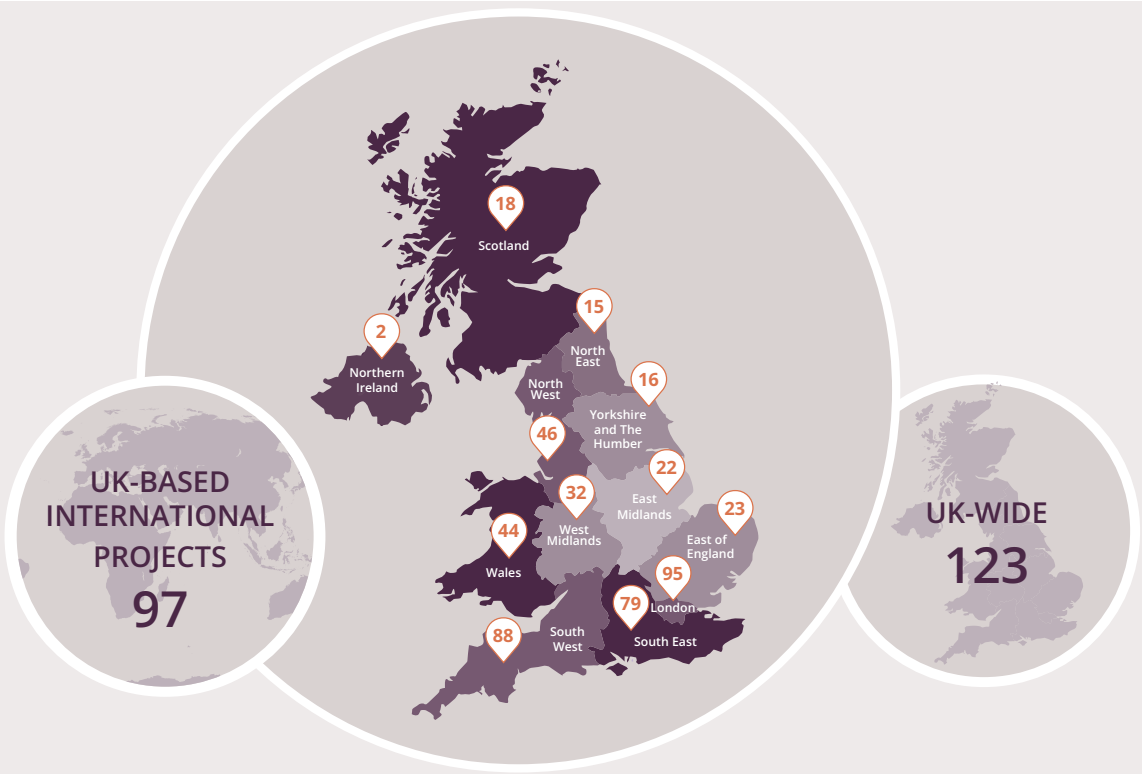 18
Scotland
15
North
East
2
Northern
Ireland
North
West
16
Yorkshire
and The
Humber
46
22
East
Midlands
32
West
Midlands
23
East of
England
44
Wales
95
London
79
South East
88
South
West
UK-BASED
INTERNATIONAL
PROJECTS
97
UK-WIDE
123